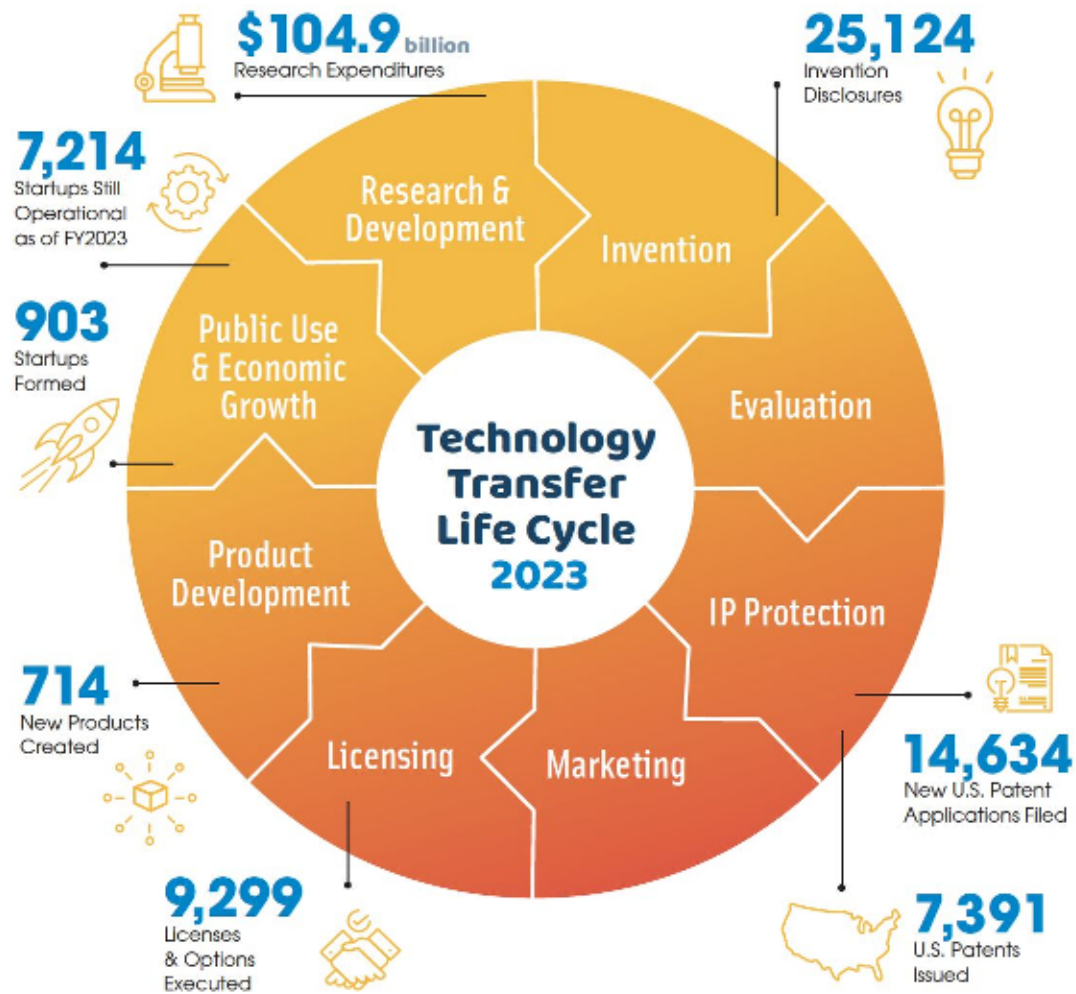 $104.9 billion
Research Expenditures
25,124
Invention
Disclosures
7,214
Startups Still
Operational
as of FY2023
903
Startups
Formed
Research &
Development
Invention
Public Use
& Economic
Growth
Evaluation
Technology
Transfer
Life Cycle
2023
Product
Development
IP Protection
714
New Products
Created
Licensing
Marketing
14,634
New U.S. Patent
Applications Filed
9,299
Licenses
& Options
Executed
7,391
U.S. Patents
Issued